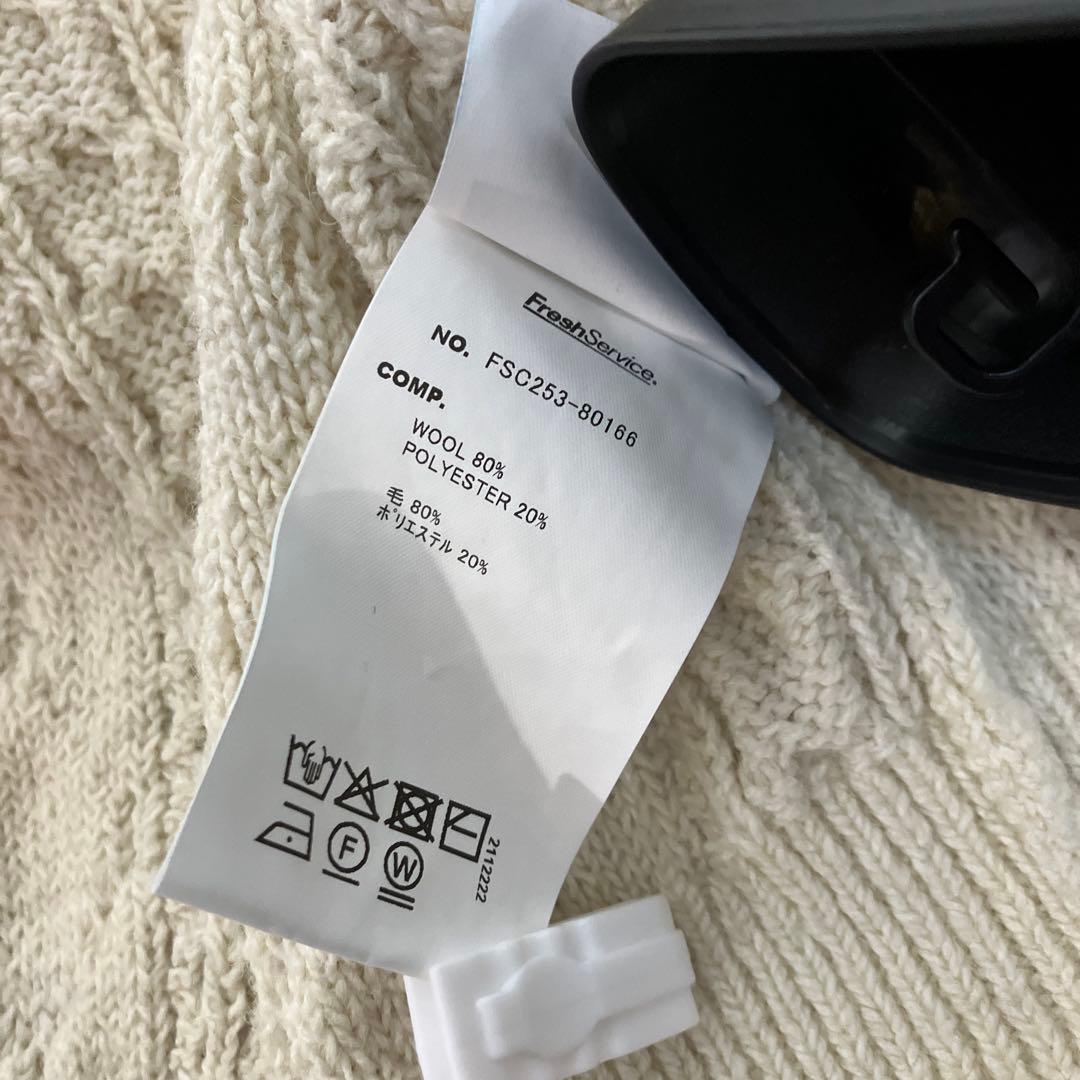 FreshService.
NO. FSC253-80166
COMP.
WOOL 80%
POLYESTER 20%
毛 80%
ポリエステル 20%
F
W
2112222